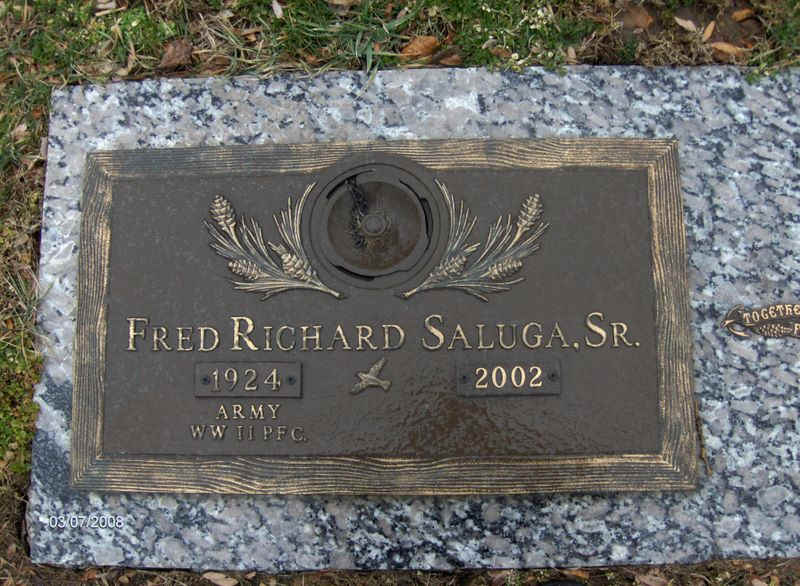 FRED RICHARD SALUGA, SR.
1924 2002
ARMY
WW II PFC.
03/07/2008